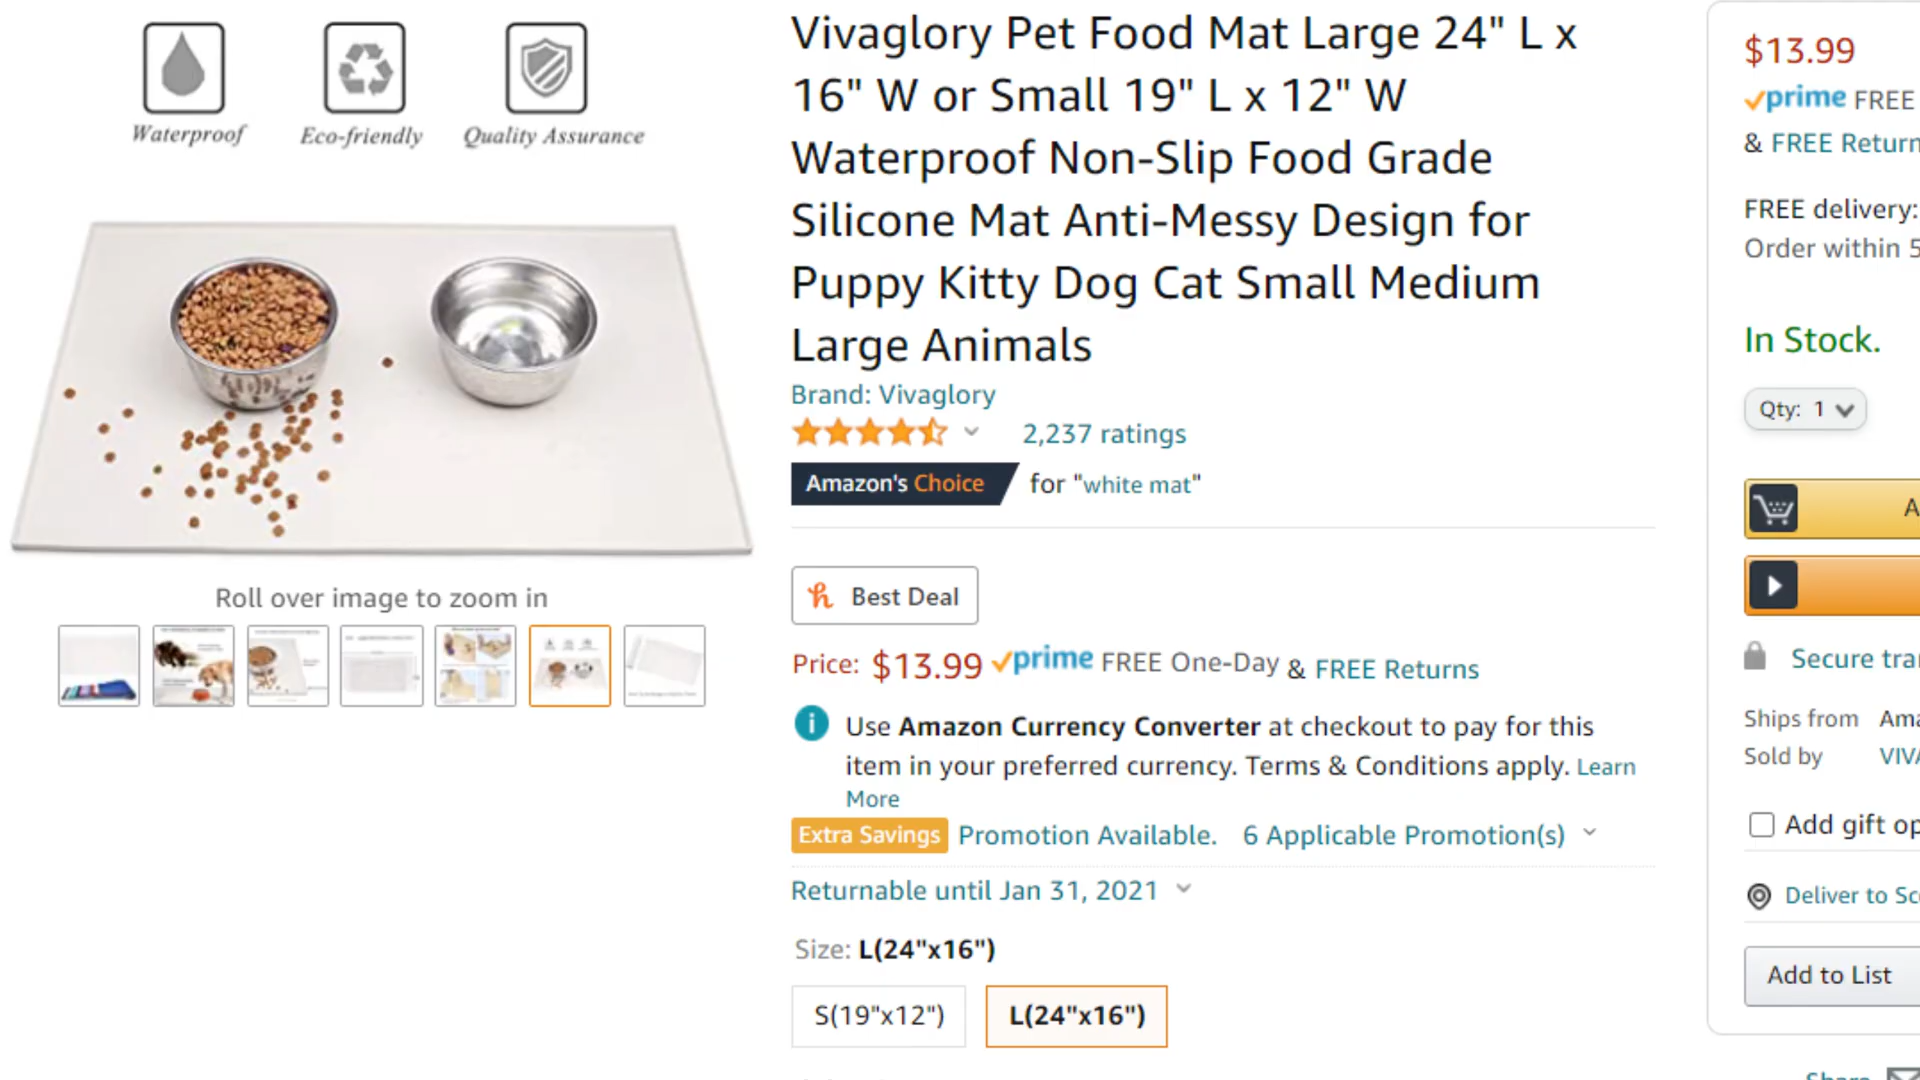 Waterproof
Eco-friendly
Quality Assurance
Roll over image to zoom in
Vivaglory Pet Food Mat Large 24" L x
16" W or Small 19" L x 12" W
Waterproof Non-Slip Food Grade
Silicone Mat Anti-Messy Design for
Puppy Kitty Dog Cat Small Medium
Large Animals
Brand: Vivaglory
2,237 ratings
Amazon's Choice for "white mat"
Best Deal
Price: $13.99 prime FREE One-Day & FREE Returns
Use Amazon Currency Converter at checkout to pay for this
item in your preferred currency. Terms & Conditions apply. Learn
More
Extra Savings Promotion Available. 6 Applicable Promotion(s)
Returnable until Jan 31, 2021
Size: L(24"x16")
S(19"x12") L(24"x16")
$13.99
prime FREE
& FREE Return
FREE delivery:
Order within 5
In Stock.
Qty: 1
A
Secure tra
Ships from Ama
Sold by VIVA
Add gift op
Deliver to Sc
Add to List
Share